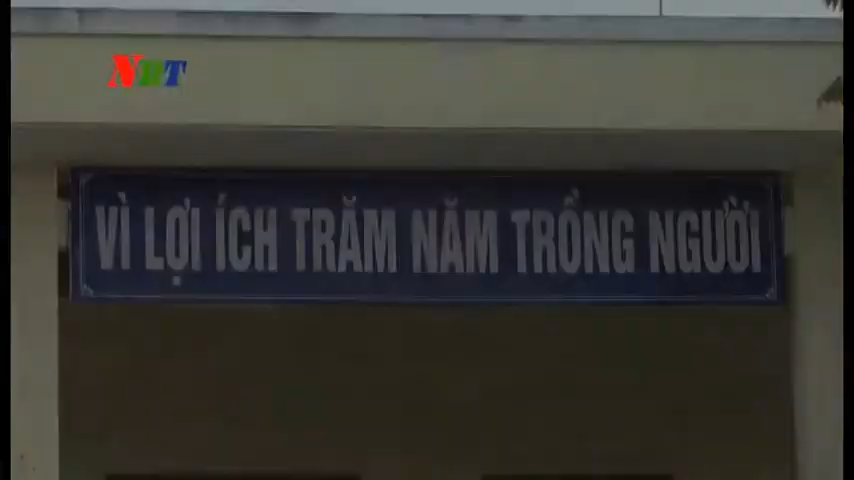 NBT
VÌ LỢI ÍCH TRĂM NĂM TRỒNG NGƯỜI